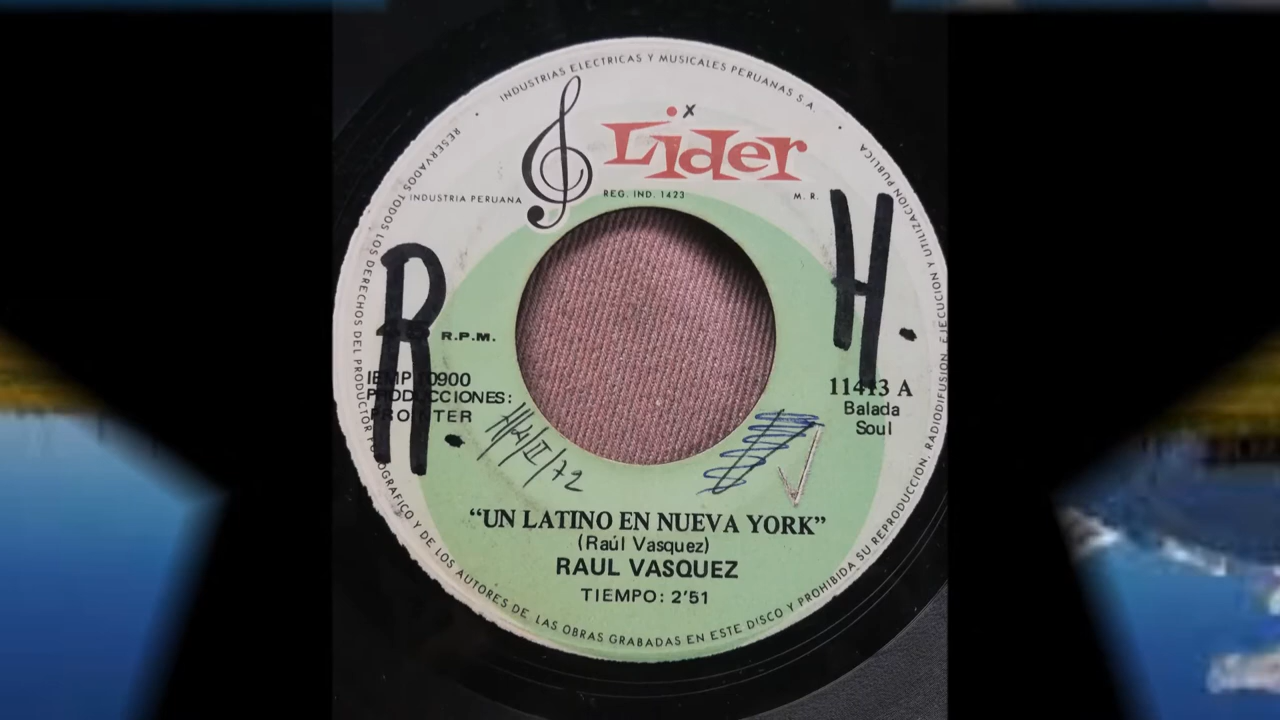 INDUSTRIAS ELECTRICAS Y MUSICALES PERUANAS S.A.
Lider
x
INDUSTRIA PERUANA
REG. IND. 1423
M. R.
R.
H.
R.P.M.
IEMP 10900
PRODUCCIONES:
PROINTER
11413 A
Balada
Soul
/72
"UN LATINO EN NUEVA YORK"
(Raúl Vasquez)
RAUL VASQUEZ
TIEMPO: 2'51
RESERVADOS TODOS LOS DERECHOS DEL PRODUCTOR FONOGRAFICO Y DE LOS AUTORES DE LAS OBRAS GRABADAS EN ESTE DISCO Y PROHIBIDA SU REPRODUCCION, RADIODIFUSION, EJECUCION Y UTILIZACION PUBLICA